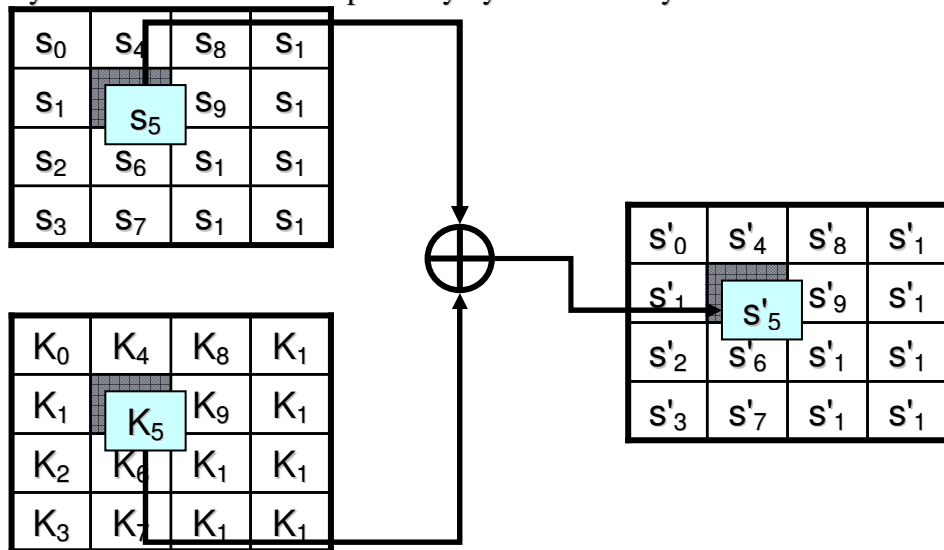 S₀ S₄ S₈ S₁
S₁ S₅ S₉ S₁
S₂ S₆ S₁ S₁
S₃ S₇ S₁ S₁
S'₀ S'₄ S'₈ S'₁
S'₁ S'₅ S'₉ S'₁
S'₂ S'₆ S'₁ S'₁
S'₃ S'₇ S'₁ S'₁
K₀ K₄ K₈ K₁
K₁ K₅ K₉ K₁
K₂ K₆ K₁ K₁
K₃ K₇ K₁ K₁